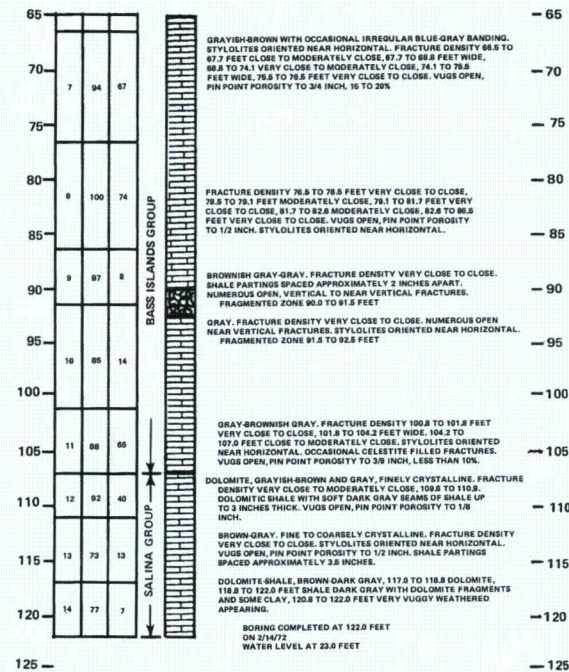 65
65
GRAYISH-BROWN WITH OCCASIONAL IRREGULAR BLUE-GRAY BANDING.
STYLOLITES ORIENTED NEAR HORIZONTAL. FRACTURE DENSITY 66.5 TO
67.7 FEET CLOSE TO MODERATELY CLOSE, 67.7 TO 68.8 FEET WIDE,
68.8 TO 74.1 VERY CLOSE TO MODERATELY CLOSE, 74.1 TO 75.5
FEET WIDE, 75.5 TO 76.5 FEET VERY CLOSE TO CLOSE. VUGS OPEN,
PIN POINT POROSITY TO 3/4 INCH, 15 TO 20%
70
70
7 94 67
75
75
80
80
8 100 74
FRACTURE DENSITY 76.5 TO 78.5 FEET VERY CLOSE TO CLOSE,
78.5 TO 79.1 FEET MODERATELY CLOSE, 79.1 TO 81.7 FEET VERY
CLOSE TO CLOSE, 81.7 TO 82.6 MODERATELY CLOSE, 82.6 TO 86.5
FEET VERY CLOSE TO CLOSE. VUGS OPEN, PIN POINT POROSITY
TO 1/2 INCH. STYLOLITES ORIENTED NEAR HORIZONTAL.
85
85
BASS ISLANDS GROUP
9 97 8
BROWNISH GRAY-GRAY. FRACTURE DENSITY VERY CLOSE TO CLOSE.
SHALE PARTINGS SPACED APPROXIMATELY 2 INCHES APART.
NUMEROUS OPEN, VERTICAL TO NEAR VERTICAL FRACTURES.
FRAGMENTED ZONE 90.0 TO 91.5 FEET
90
90
GRAY. FRACTURE DENSITY VERY CLOSE TO CLOSE. NUMEROUS OPEN
NEAR VERTICAL FRACTURES. STYLOLITES ORIENTED NEAR HORIZONTAL.
FRAGMENTED ZONE 91.5 TO 92.5 FEET
95
95
10 85 14
100
100
GRAY-BROWNISH GRAY. FRACTURE DENSITY 100.8 TO 101.8 FEET
VERY CLOSE TO CLOSE, 101.8 TO 104.2 FEET WIDE. 104.2 TO
107.0 FEET CLOSE TO MODERATELY CLOSE. STYLOLITES ORIENTED
NEAR HORIZONTAL. OCCASIONAL CELESTITE FILLED FRACTURES.
VUGS OPEN, PIN POINT POROSITY TO 3/8 INCH, LESS THAN 10%.
11 88 65
105
105
DOLOMITE, GRAYISH-BROWN AND GRAY, FINELY CRYSTALLINE. FRACTURE
DENSITY VERY CLOSE TO MODERATELY CLOSE, 109.8 TO 110.9.
DOLOMITIC SHALE WITH SOFT DARK GRAY SEAMS OF SHALE UP
TO 3 INCHES THICK. VUGS OPEN, PIN POINT POROSITY TO 1/8
INCH.
12 92 40
110
110
SALINA GROUP
BROWN-GRAY. FINE TO COARSELY CRYSTALLINE. FRACTURE DENSITY
VERY CLOSE TO CLOSE. STYLOLITES ORIENTED NEAR HORIZONTAL.
VUGS OPEN, PIN POINT POROSITY TO 1/2 INCH. SHALE PARTINGS
SPACED APPROXIMATELY 3.5 INCHES.
13 73 13
115
115
DOLOMITE-SHALE, BROWN-DARK GRAY, 117.0 TO 118.8 DOLOMITE,
118.8 TO 122.0 FEET SHALE DARK GRAY WITH DOLOMITE FRAGMENTS
AND SOME CLAY, 120.8 TO 122.0 FEET VERY VUGGY WEATHERED
APPEARING.
14 77 7
120
120
BORING COMPLETED AT 122.0 FEET
ON 2/14/72
WATER LEVEL AT 23.0 FEET
125
125